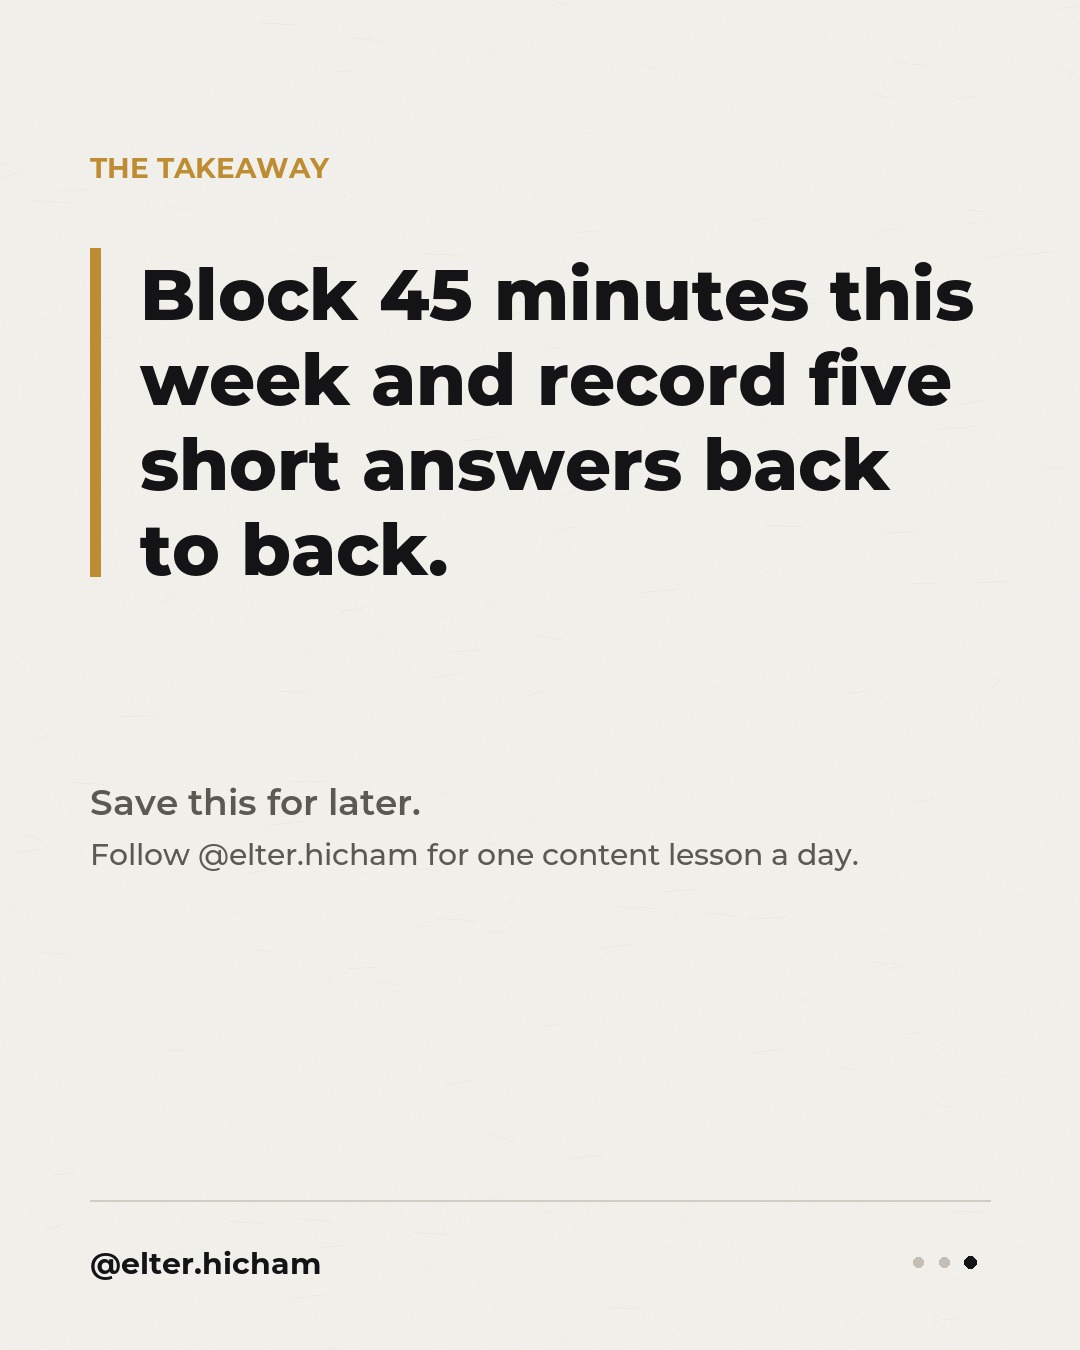 THE TAKEAWAY
Block 45 minutes this
week and record five
short answers back
to back.
Save this for later.
Follow @elter.hicham for one content lesson a day.
@elter.hicham